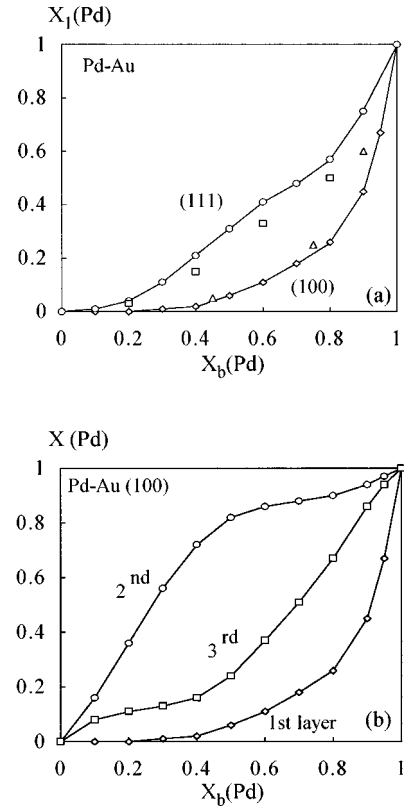 X1(Pd)
1
Pd-Au
0.8
0.6
(111)
0.4
0.2
(100)
0
(a)
0 0.2 0.4 0.6 0.8 1
Xb(Pd)
X (Pd)
1
Pd-Au (100)
0.8
2nd
0.6
3rd
0.4
0.2
1st layer
0
(b)
0 0.2 0.4 0.6 0.8 1
Xb(Pd)